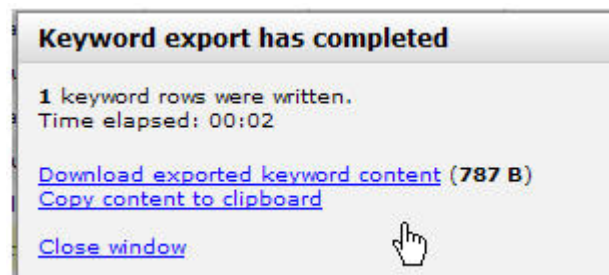 Keyword export has completed
1 keyword rows were written.
Time elapsed: 00:02
Download exported keyword content (787 B)
Copy content to clipboard
Close window